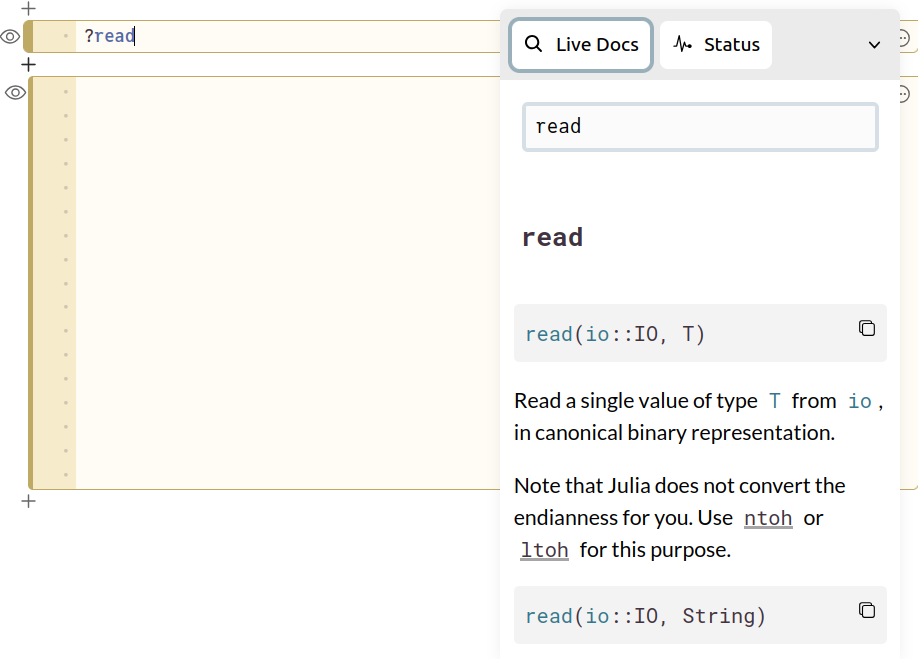 ?read
Live Docs
Status
read
read
read(io::IO, T)
Read a single value of type T from io ,
in canonical binary representation.
Note that Julia does not convert the
endianness for you. Use ntoh or
ltoh for this purpose.
read(io::IO, String)